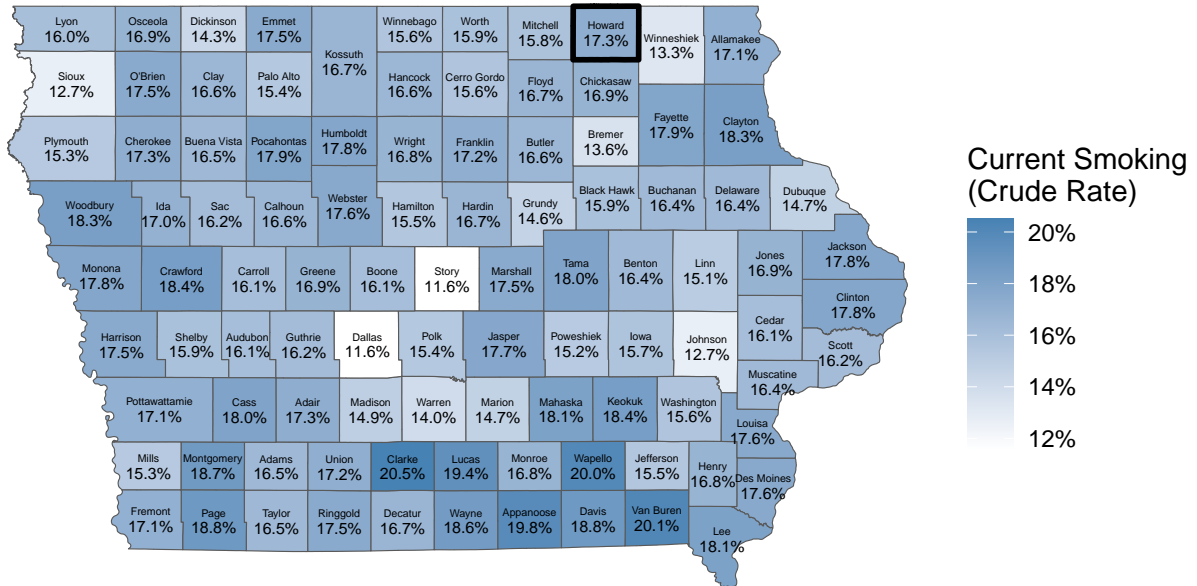 Lyon
16.0%
Osceola
16.9%
Dickinson
14.3%
Emmet
17.5%
Kossuth
16.7%
Winnebago
15.6%
Worth
15.9%
Mitchell
15.8%
Howard
17.3%
Winneshiek
13.3%
Allamakee
17.1%
Sioux
12.7%
O'Brien
17.5%
Clay
16.6%
Palo Alto
15.4%
Hancock
16.6%
Cerro Gordo
15.6%
Floyd
16.7%
Chickasaw
16.9%
Fayette
17.9%
Clayton
18.3%
Plymouth
15.3%
Cherokee
17.3%
Buena Vista
16.5%
Pocahontas
17.9%
Humboldt
17.8%
Wright
16.8%
Franklin
17.2%
Butler
16.6%
Bremer
13.6%
Woodbury
18.3%
Ida
17.0%
Sac
16.2%
Calhoun
16.6%
Webster
17.6%
Hamilton
15.5%
Hardin
16.7%
Grundy
14.6%
Black Hawk
15.9%
Buchanan
16.4%
Delaware
16.4%
Dubuque
14.7%
Monona
17.8%
Crawford
18.4%
Carroll
16.1%
Greene
16.9%
Boone
16.1%
Story
11.6%
Marshall
17.5%
Tama
18.0%
Benton
16.4%
Linn
15.1%
Jones
16.9%
Jackson
17.8%
Clinton
17.8%
Harrison
17.5%
Shelby
15.9%
Audubon
16.1%
Guthrie
16.2%
Dallas
11.6%
Polk
15.4%
Jasper
17.7%
Poweshiek
15.2%
Iowa
15.7%
Johnson
12.7%
Cedar
16.1%
Scott
16.2%
Muscatine
16.4%
Pottawattamie
17.1%
Cass
18.0%
Adair
17.3%
Madison
14.9%
Warren
14.0%
Marion
14.7%
Mahaska
18.1%
Keokuk
18.4%
Washington
15.6%
Louisa
17.6%
Mills
15.3%
Montgomery
18.7%
Adams
16.5%
Union
17.2%
Clarke
20.5%
Lucas
19.4%
Monroe
16.8%
Wapello
20.0%
Jefferson
15.5%
Henry
16.8%
Des Moines
17.6%
Fremont
17.1%
Page
18.8%
Taylor
16.5%
Ringgold
17.5%
Decatur
16.7%
Wayne
18.6%
Appanoose
19.8%
Davis
18.8%
Van Buren
20.1%
Lee
18.1%
Current Smoking
(Crude Rate)
20%
18%
16%
14%
12%